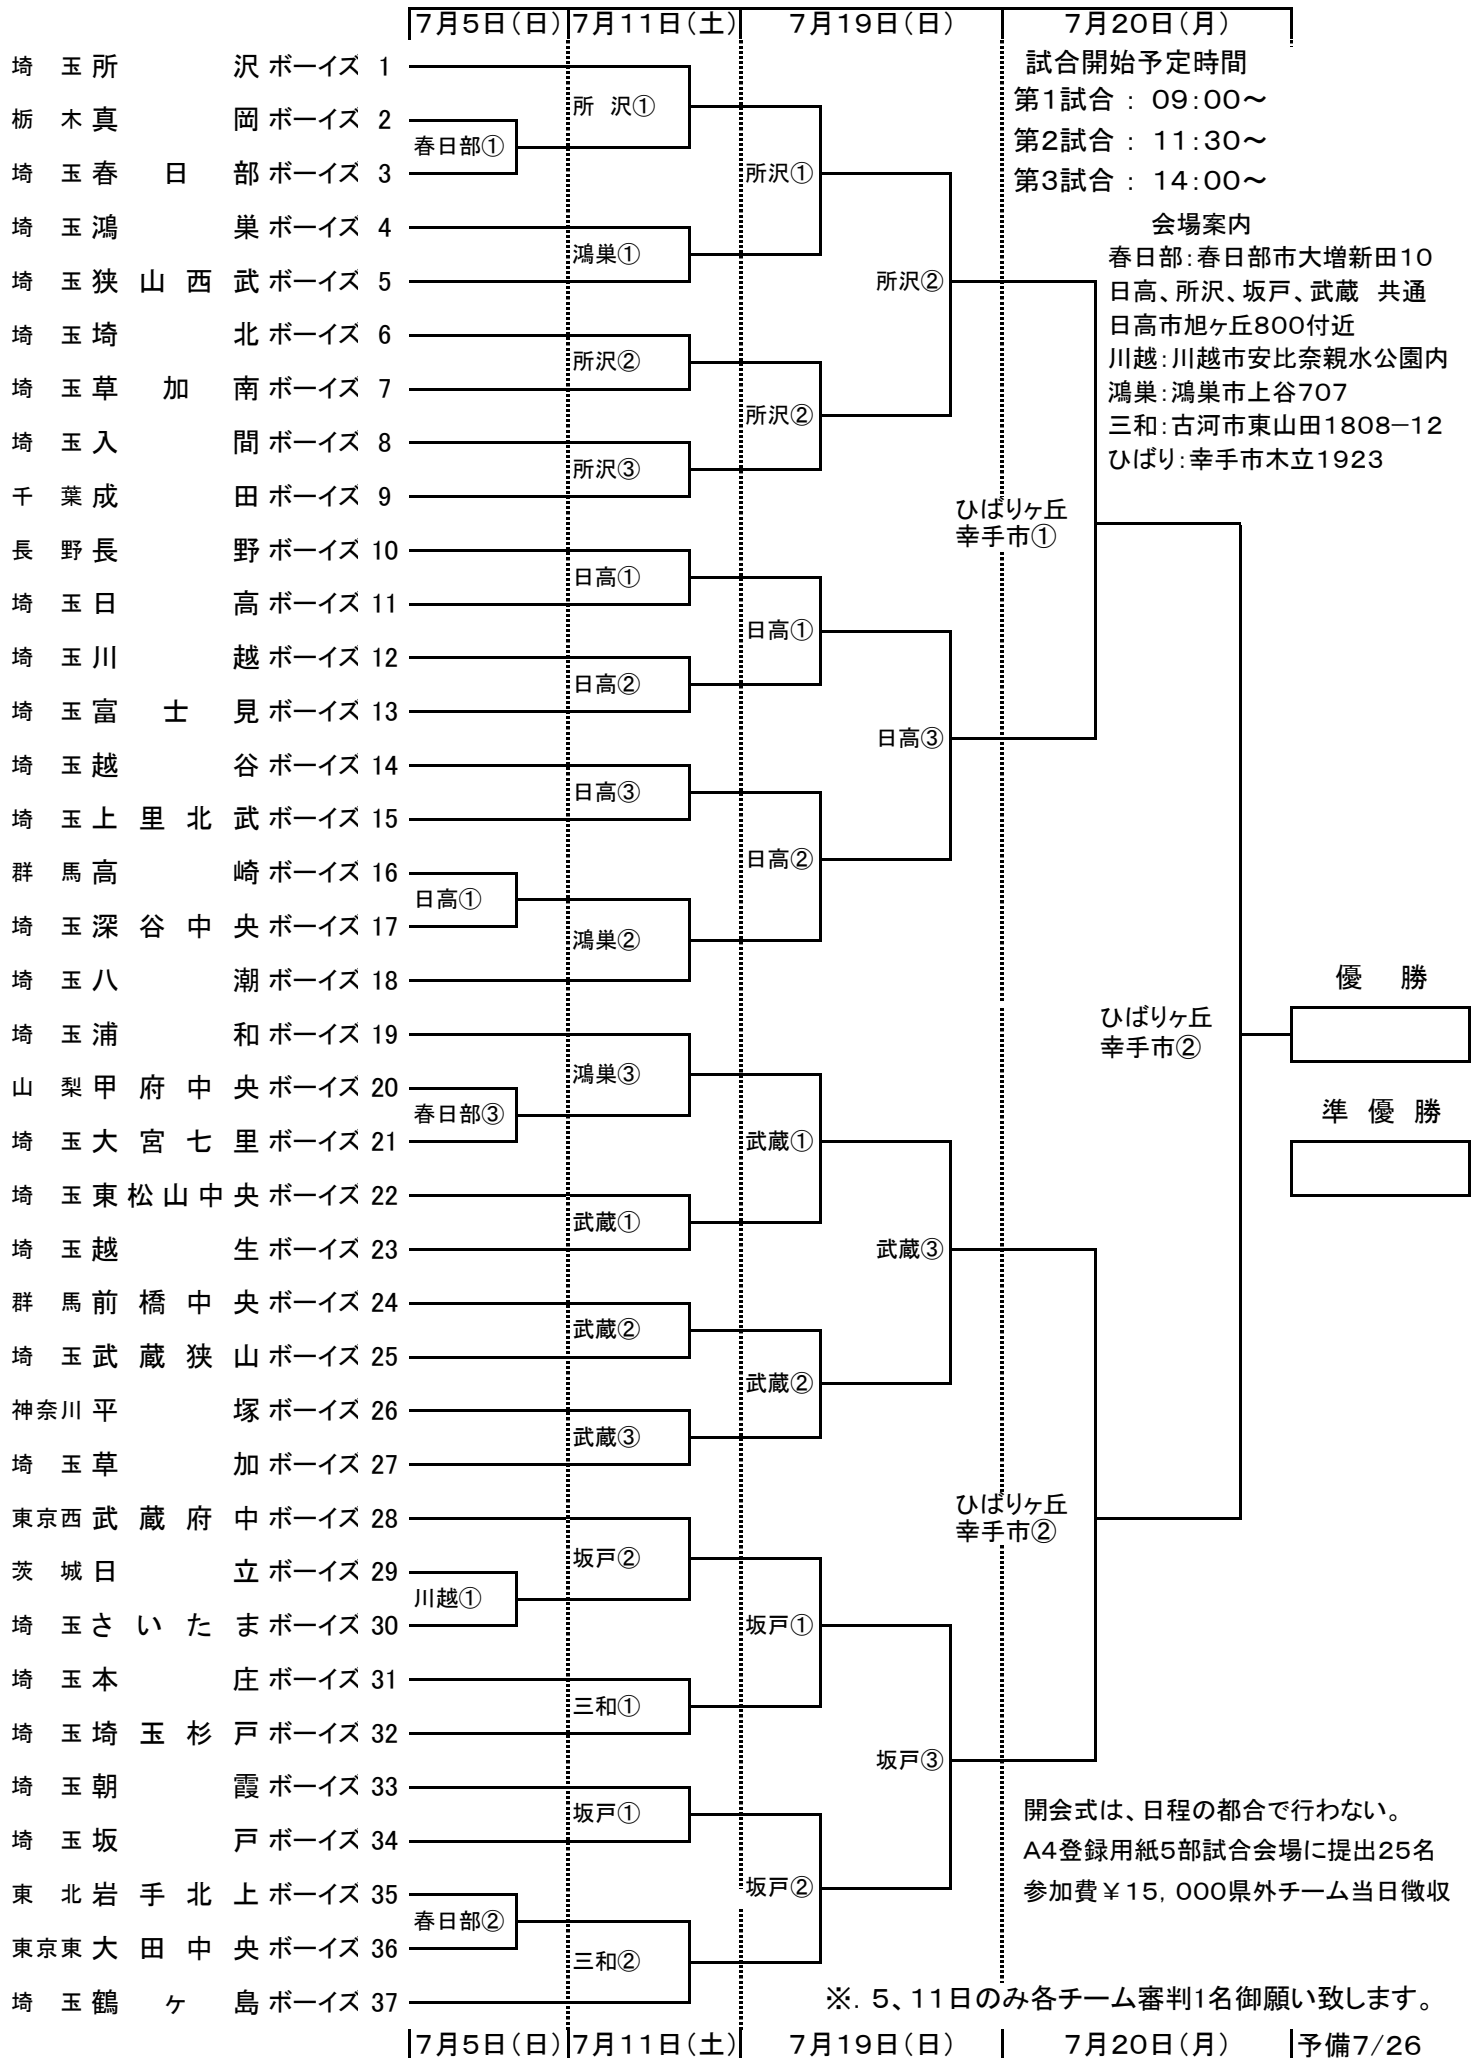 7月5日(日) 7月11日(土) 7月19日(日) 7月20日(月)
試合開始予定時間
第1試合 : 09:00～
第2試合 : 11:30～
第3試合 : 14:00～
会場案内
春日部:春日部市大増新田10
日高、所沢、坂戸、武蔵 共通
日高市旭ヶ丘800付近
川越:川越市安比奈親水公園内
鴻巣:鴻巣市上谷707
三和:古河市東山田1808−12
ひばり:幸手市木立1923
埼玉 所沢 ボーイズ 1
栃木 真岡 ボーイズ 2
埼玉 春日部 ボーイズ 3
埼玉 鴻巣 ボーイズ 4
埼玉 狭山西武 ボーイズ 5
埼玉 埼北 ボーイズ 6
埼玉 草加南 ボーイズ 7
埼玉 入間 ボーイズ 8
千葉 成田 ボーイズ 9
長野 長野 ボーイズ 10
埼玉 日高 ボーイズ 11
埼玉 川越 ボーイズ 12
埼玉 富士見 ボーイズ 13
埼玉 越谷 ボーイズ 14
埼玉 上里北武 ボーイズ 15
群馬 高崎 ボーイズ 16
埼玉 深谷中央 ボーイズ 17
埼玉 八潮 ボーイズ 18
埼玉 浦和 ボーイズ 19
山梨 甲府中央 ボーイズ 20
埼玉 大宮七里 ボーイズ 21
埼玉 東松山中央 ボーイズ 22
埼玉 越生 ボーイズ 23
群馬 前橋中央 ボーイズ 24
埼玉 武蔵狭山 ボーイズ 25
神奈川 平塚 ボーイズ 26
埼玉 草加 ボーイズ 27
東京西 武蔵府中 ボーイズ 28
茨城 日立 ボーイズ 29
埼玉 さいたま ボーイズ 30
埼玉 本庄 ボーイズ 31
埼玉 埼玉杉戸 ボーイズ 32
埼玉 朝霞 ボーイズ 33
埼玉 坂戸 ボーイズ 34
東北 岩手北上 ボーイズ 35
東京東 大田中央 ボーイズ 36
埼玉 鶴ヶ島 ボーイズ 37
春日部①
日高①
春日部③
川越①
春日部②
所 沢①
鴻巣①
所沢②
所沢③
日高①
日高②
日高③
鴻巣②
鴻巣③
武蔵①
武蔵②
武蔵③
坂戸②
三和①
坂戸①
三和②
所沢①
所沢②
日高①
日高②
武蔵①
武蔵②
坂戸①
坂戸②
所沢②
日高③
武蔵③
坂戸③
ひばりヶ丘
幸手市①
ひばりヶ丘
幸手市②
ひばりヶ丘
幸手市②
優 勝
準 優 勝
開会式は、日程の都合で行わない。
A4登録用紙5部試合会場に提出25名
参加費￥15,000県外チーム当日徴収
※.5、11日のみ各チーム審判1名御願い致します。
7月5日(日) 7月11日(土) 7月19日(日) 7月20日(月) 予備7/26